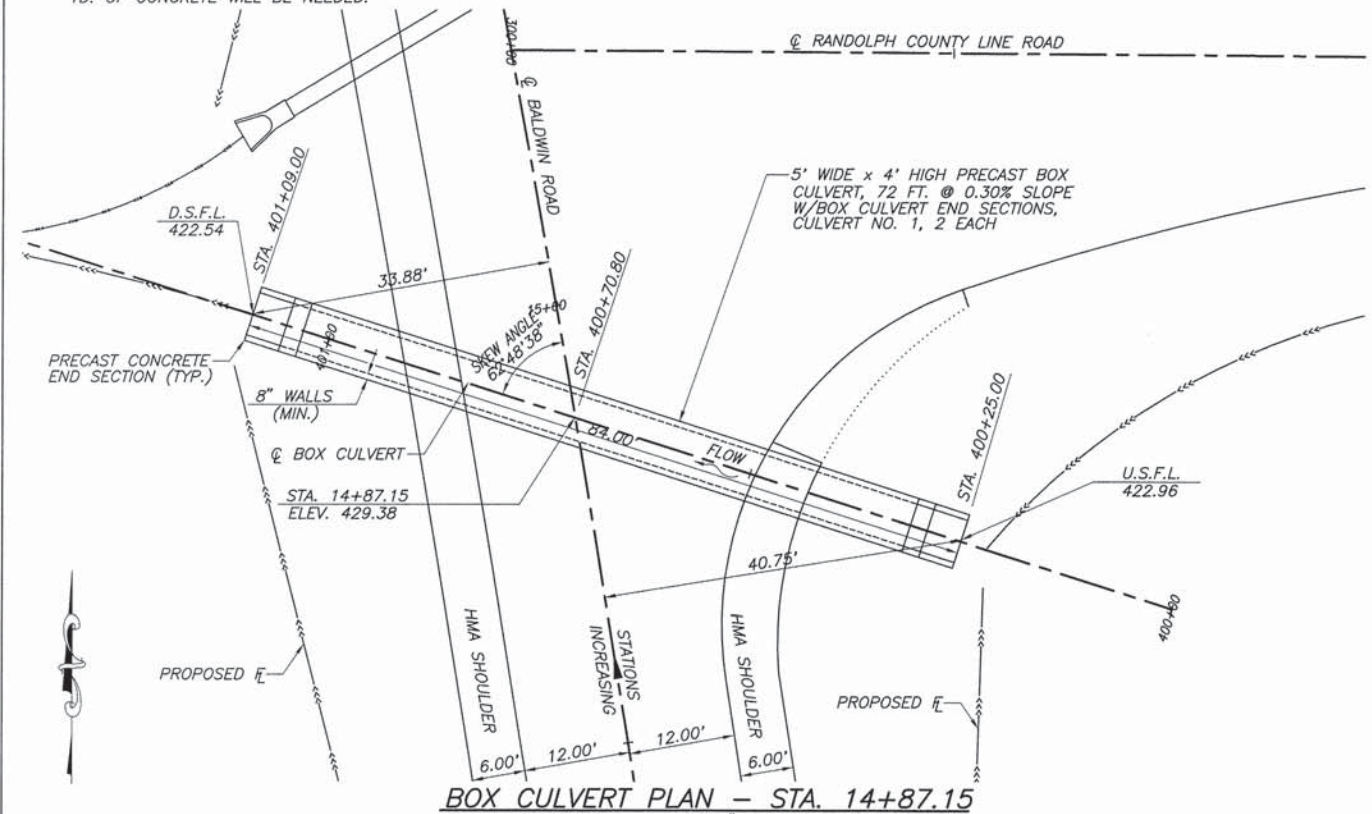 YD. OF CONCRETE WILL BE NEEDED.
300+00
℄ RANDOLPH COUNTY LINE ROAD
℄ BALDWIN ROAD
5' WIDE x 4' HIGH PRECAST BOX
CULVERT, 72 FT. @ 0.30% SLOPE
W/BOX CULVERT END SECTIONS,
CULVERT NO. 1, 2 EACH
D.S.F.L.
422.54
STA. 401+09.00
33.88'
SKEW ANGLE
62°48'38"
15+00
STA. 400+70.80
PRECAST CONCRETE
END SECTION (TYP.)
401+00
8" WALLS
(MIN.)
84.00'
FLOW
℄ BOX CULVERT
STA. 14+87.15
ELEV. 429.38
STA. 400+25.00
U.S.F.L.
422.96
40.75'
400+00
HMA SHOULDER
STATIONS
INCREASING
HMA SHOULDER
PROPOSED FL
PROPOSED FL
6.00'
12.00'
12.00'
6.00'
BOX CULVERT PLAN – STA. 14+87.15